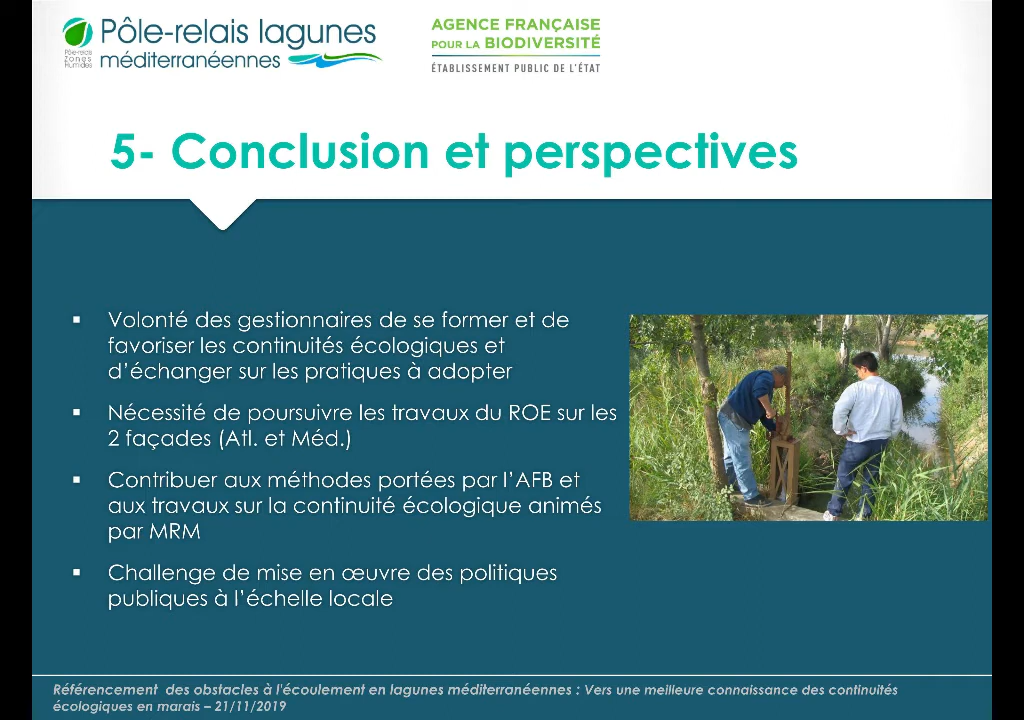 Pôle-relais lagunes
méditerranéennes
Pôle-relais
Zones
Humides
AGENCE FRANÇAISE
POUR LA BIODIVERSITÉ
ÉTABLISSEMENT PUBLIC DE L'ÉTAT
5- Conclusion et perspectives
▪ Volonté des gestionnaires de se former et de
favoriser les continuités écologiques et
d'échanger sur les pratiques à adopter
▪ Nécessité de poursuivre les travaux du ROE sur les
2 façades (Atl. et Méd.)
▪ Contribuer aux méthodes portées par l'AFB et
aux travaux sur la continuité écologique animés
par MRM
▪ Challenge de mise en œuvre des politiques
publiques à l'échelle locale
Référencement des obstacles à l'écoulement en lagunes méditerranéennes : Vers une meilleure connaissance des continuités
écologiques en marais – 21/11/2019